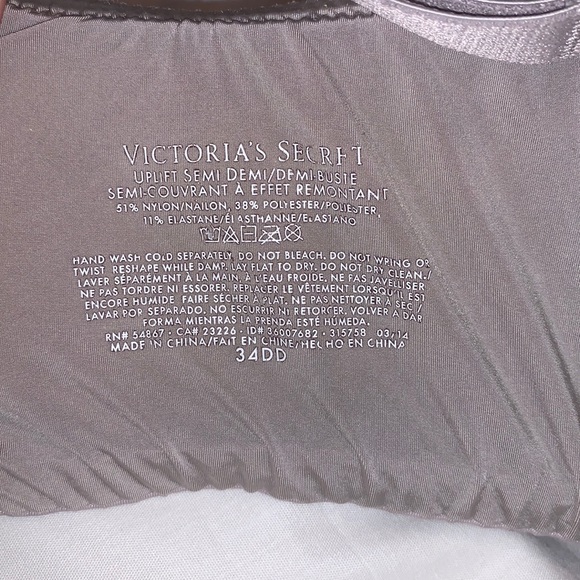 VICTORIA'S SECRET
UPLIFT SEMI DEMI/DEMI-BUSTE
SEMI-COUVRANT À EFFET REMONTANT
51% NYLON/NAILON, 38% POLYESTER/POLIÉSTER,
11% ELASTANE/ÉLASTHANNE/ELASTANO
HAND WASH COLD SEPARATELY. DO NOT BLEACH. DO NOT WRING OR
TWIST. RESHAPE WHILE DAMP. LAY FLAT TO DRY. DO NOT DRY CLEAN./
LAVER SÉPARÉMENT À LA MAIN, À L'EAU FROIDE. NE PAS JAVELLISER
NE PAS TORDRE NI ESSORER. REPLACER LE VÊTEMENT LORSQU'IL EST
ENCORE HUMIDE. FAIRE SÉCHER À PLAT. NE PAS NETTOYER À SEC/
LAVAR POR SEPARADO. NO ESCURRIR NI RETORCER. VOLVER A DAR
FORMA MIENTRAS LA PRENDA ESTÉ HÚMEDA.
RN# 54867 • CA# 23226 • ID# 36007682 • 315758 03/14
MADE IN CHINA/FAIT EN CHINE/HECHO EN CHINA
34DD